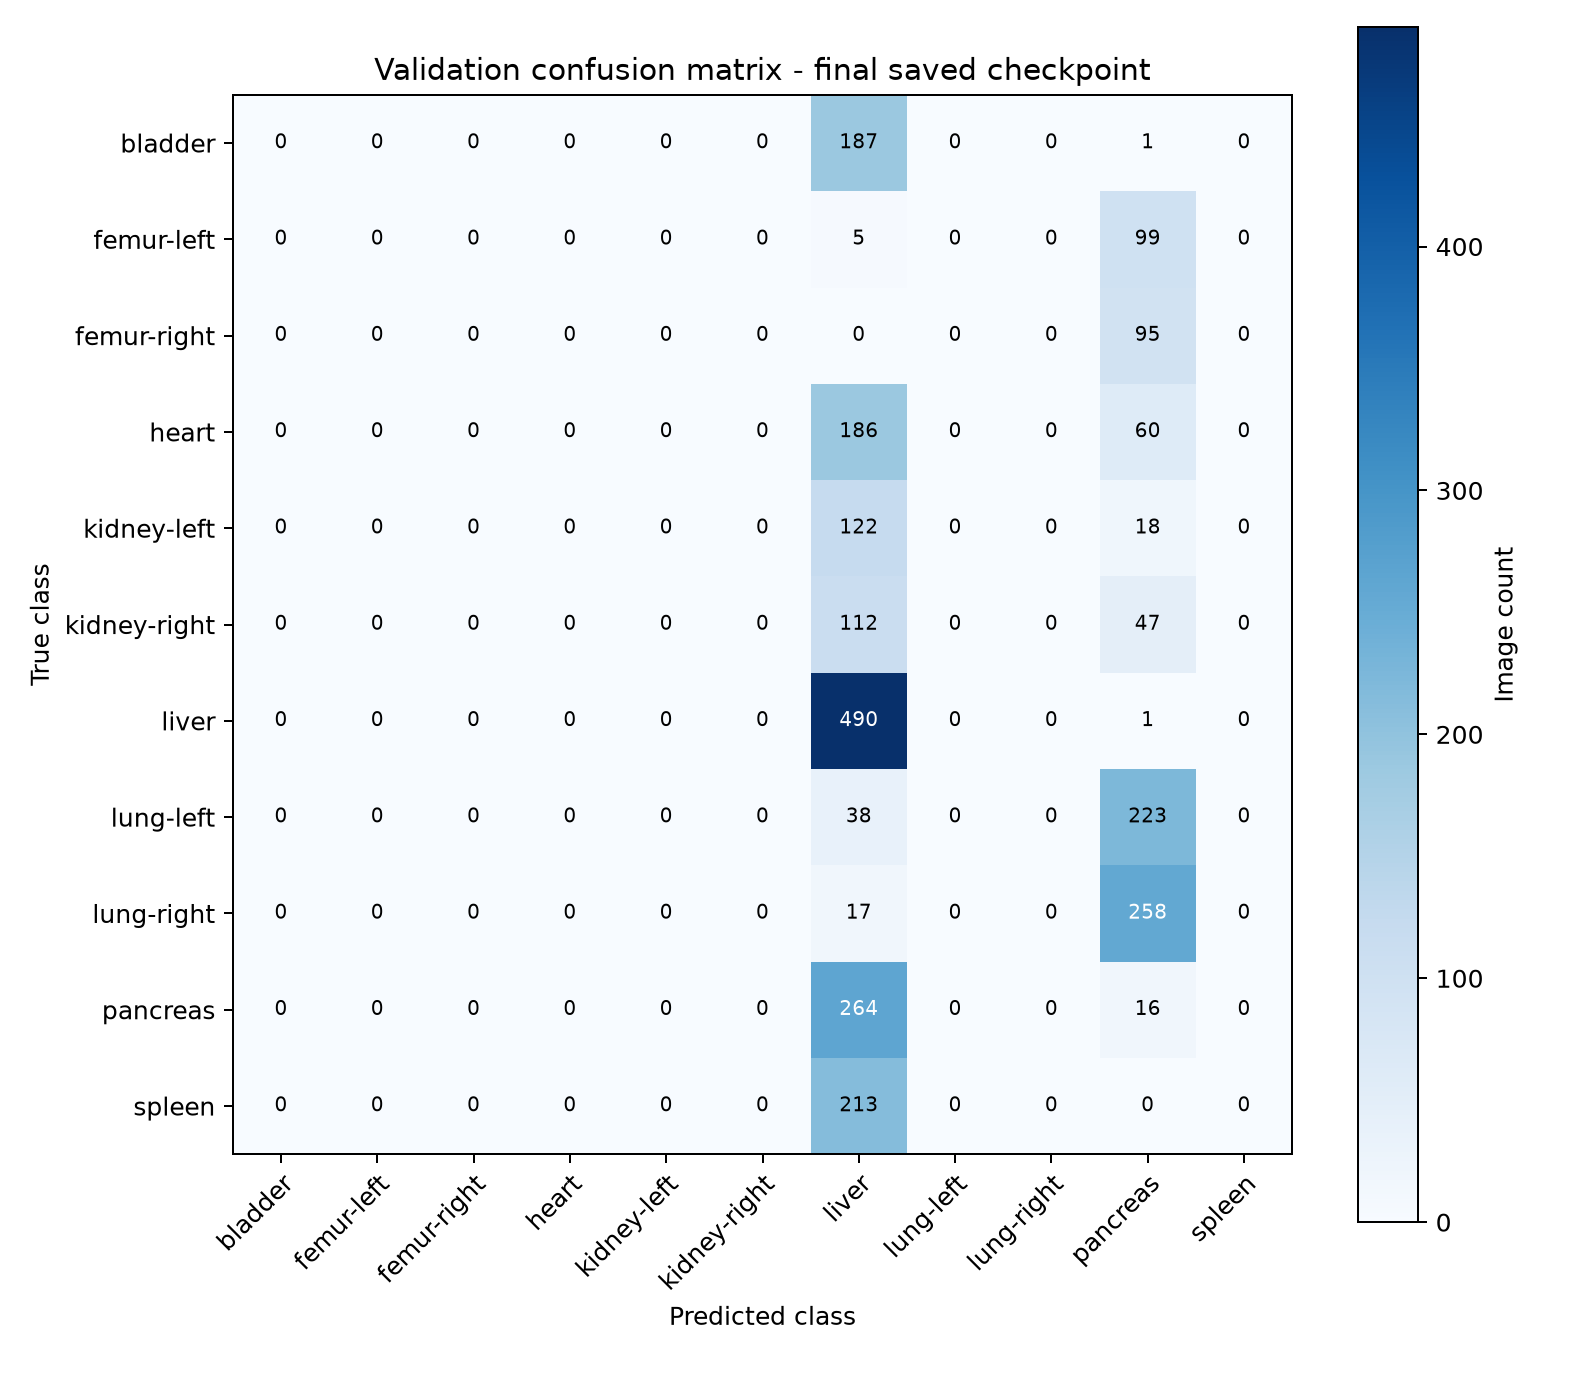 Validation confusion matrix - final saved checkpoint
True class
bladder 0 0 0 0 0 0 187 0 0 1 0
femur-left 0 0 0 0 0 0 5 0 0 99 0
femur-right 0 0 0 0 0 0 0 0 0 95 0
heart 0 0 0 0 0 0 186 0 0 60 0
kidney-left 0 0 0 0 0 0 122 0 0 18 0
kidney-right 0 0 0 0 0 0 112 0 0 47 0
liver 0 0 0 0 0 0 490 0 0 1 0
lung-left 0 0 0 0 0 0 38 0 0 223 0
lung-right 0 0 0 0 0 0 17 0 0 258 0
pancreas 0 0 0 0 0 0 264 0 0 16 0
spleen 0 0 0 0 0 0 213 0 0 0 0
bladder femur-left femur-right heart kidney-left kidney-right liver lung-left lung-right pancreas spleen
Predicted class
400
300
200
100
0
Image count